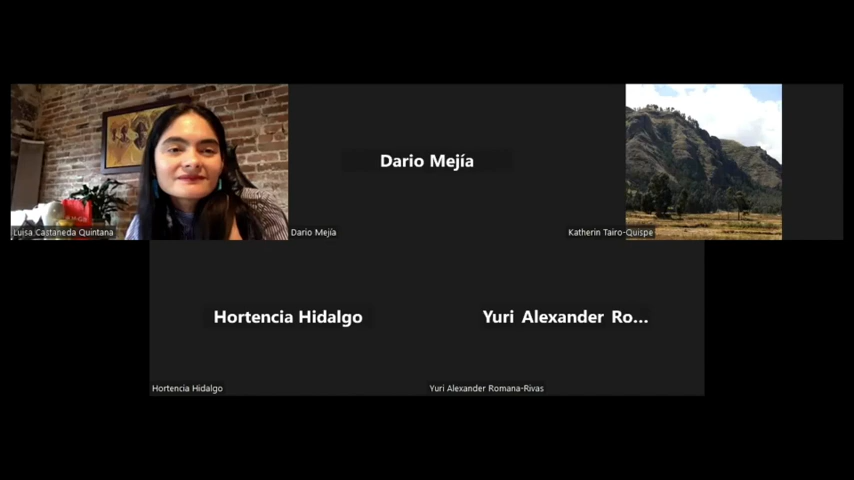 Luisa Castañeda Quintana
Dario Mejía
Dario Mejía
Katherin Tairo-Quispe
Hortencia Hidalgo
Hortencia Hidalgo
Yuri Alexander Ro...
Yuri Alexander Romana-Rivas